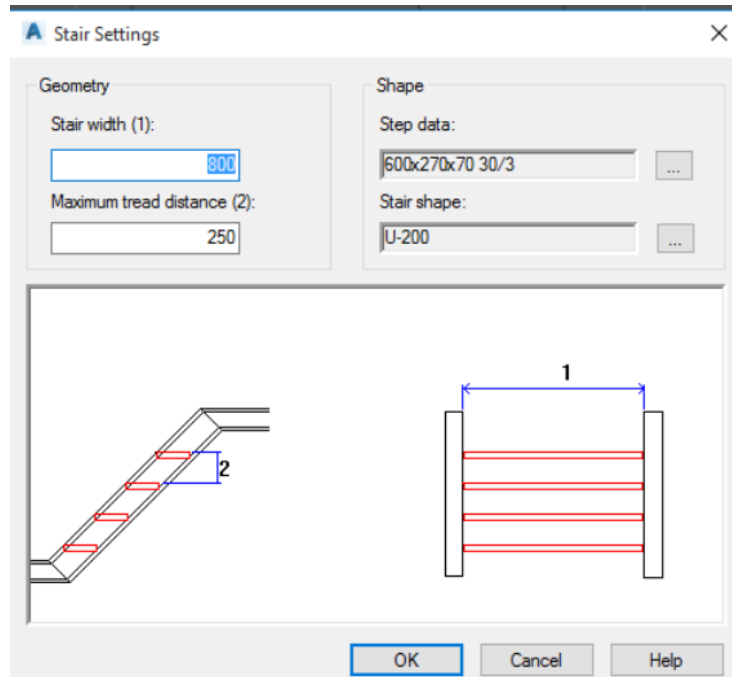 Stair Settings
Geometry
Stair width (1):
800
Maximum tread distance (2):
250
Shape
Step data:
600x270x70 30/3
...
Stair shape:
U-200
...
1
2
OK
Cancel
Help